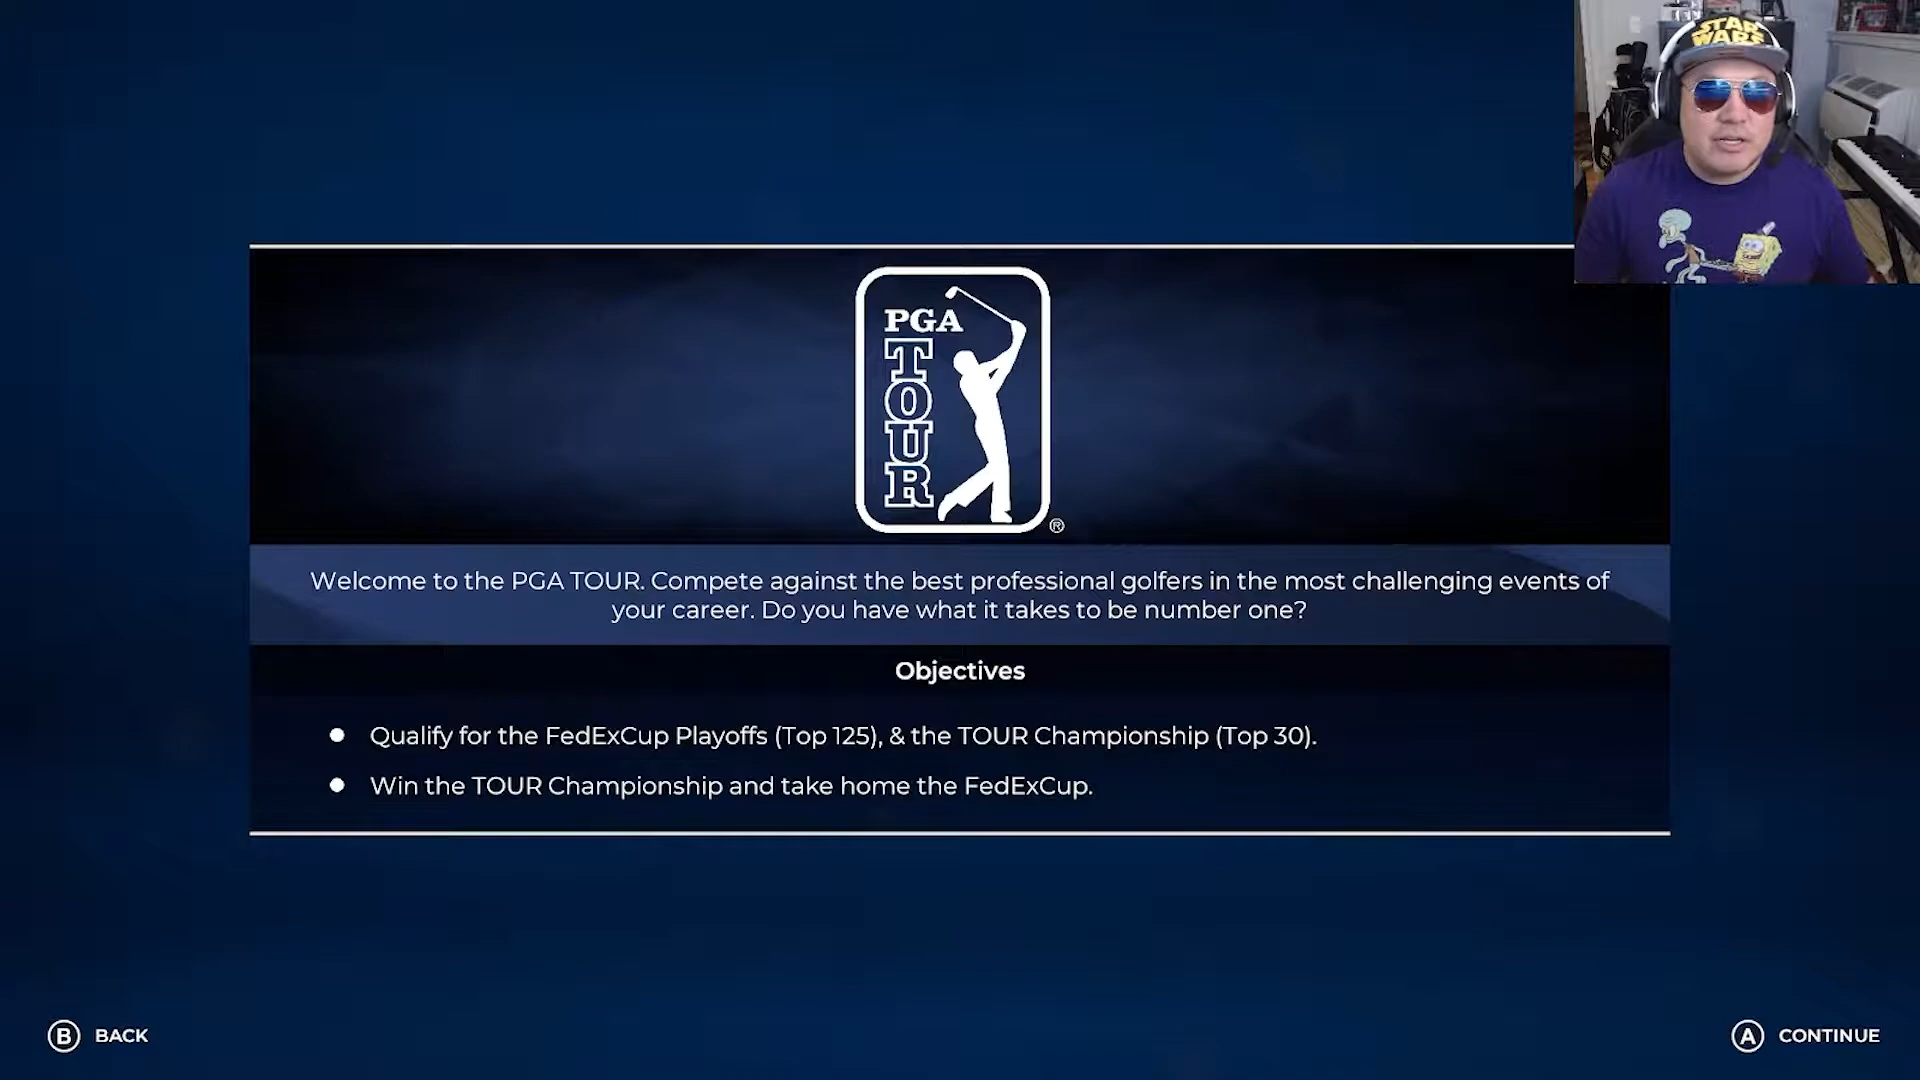 STAR
WARS
PGA
TOUR
®
Welcome to the PGA TOUR. Compete against the best professional golfers in the most challenging events of
your career. Do you have what it takes to be number one?
Objectives
● Qualify for the FedExCup Playoffs (Top 125), & the TOUR Championship (Top 30).
● Win the TOUR Championship and take home the FedExCup.
B BACK
A CONTINUE